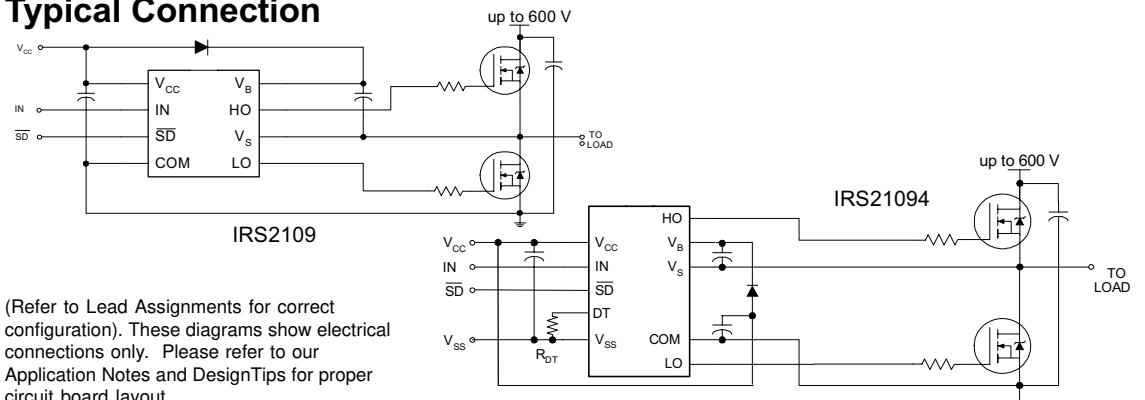 Typical Connection
up to 600 V
VCC
VCC
VB
IN
IN
HO
SD
SD
VS
TO
LOAD
COM
LO
IRS2109
up to 600 V
IRS21094
HO
VCC
VCC
VB
IN
IN
VS
TO
LOAD
SD
SD
DT
VSS
VSS
COM
RDT
LO
(Refer to Lead Assignments for correct
configuration). These diagrams show electrical
connections only. Please refer to our
Application Notes and DesignTips for proper
circuit board layout